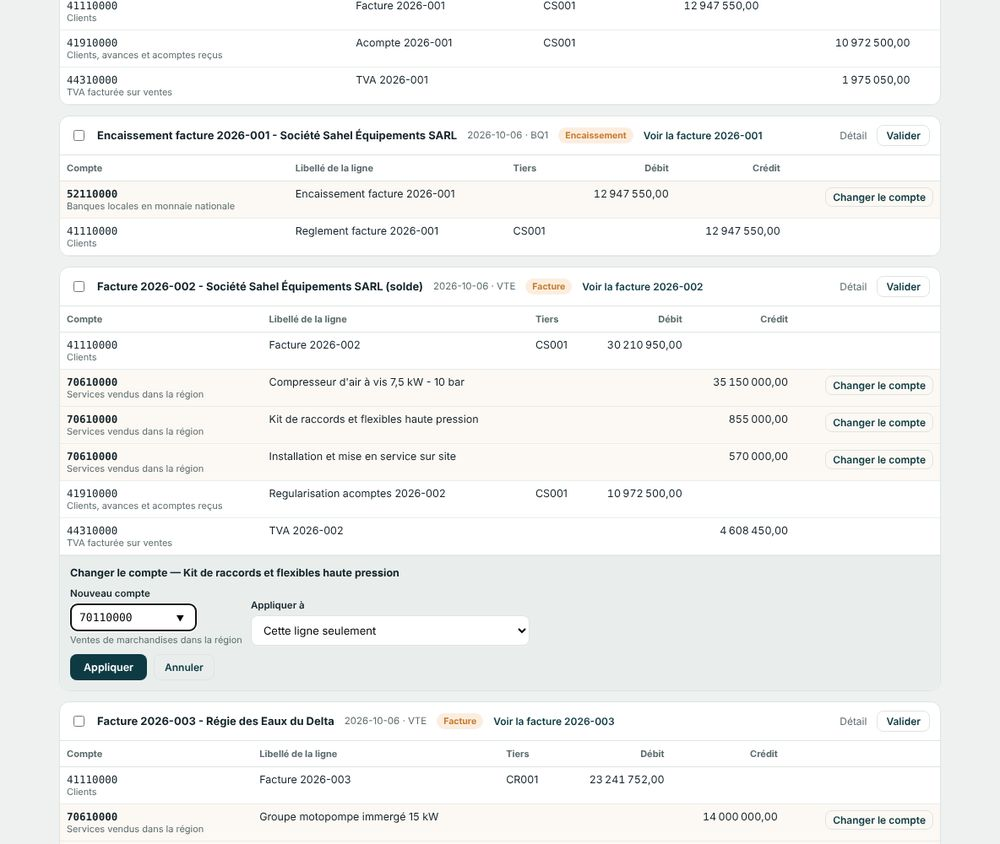 41110000 Facture 2026-001 CS001 12 947 550,00
Clients
41910000 Acompte 2026-001 CS001 10 972 500,00
Clients, avances et acomptes reçus
44310000 TVA 2026-001 1 975 050,00
TVA facturée sur ventes
Encaissement facture 2026-001 - Société Sahel Équipements SARL 2026-10-06 · BQ1 Encaissement Voir la facture 2026-001 Détail Valider
Compte Libellé de la ligne Tiers Débit Crédit
52110000 Encaissement facture 2026-001 12 947 550,00 Changer le compte
Banques locales en monnaie nationale
41110000 Reglement facture 2026-001 CS001 12 947 550,00
Clients
Facture 2026-002 - Société Sahel Équipements SARL (solde) 2026-10-06 · VTE Facture Voir la facture 2026-002 Détail Valider
Compte Libellé de la ligne Tiers Débit Crédit
41110000 Facture 2026-002 CS001 30 210 950,00
Clients
70610000 Compresseur d'air à vis 7,5 kW - 10 bar 35 150 000,00 Changer le compte
Services vendus dans la région
70610000 Kit de raccords et flexibles haute pression 855 000,00 Changer le compte
Services vendus dans la région
70610000 Installation et mise en service sur site 570 000,00 Changer le compte
Services vendus dans la région
41910000 Regularisation acomptes 2026-002 CS001 10 972 500,00
Clients, avances et acomptes reçus
44310000 TVA 2026-002 4 608 450,00
TVA facturée sur ventes
Changer le compte — Kit de raccords et flexibles haute pression
Nouveau compte
Appliquer à
70110000
Cette ligne seulement
Ventes de marchandises dans la région
Appliquer Annuler
Facture 2026-003 - Régie des Eaux du Delta 2026-10-06 · VTE Facture Voir la facture 2026-003 Détail Valider
Compte Libellé de la ligne Tiers Débit Crédit
41110000 Facture 2026-003 CR001 23 241 752,00
Clients
70610000 Groupe motopompe immergé 15 kW 14 000 000,00 Changer le compte
Services vendus dans la région